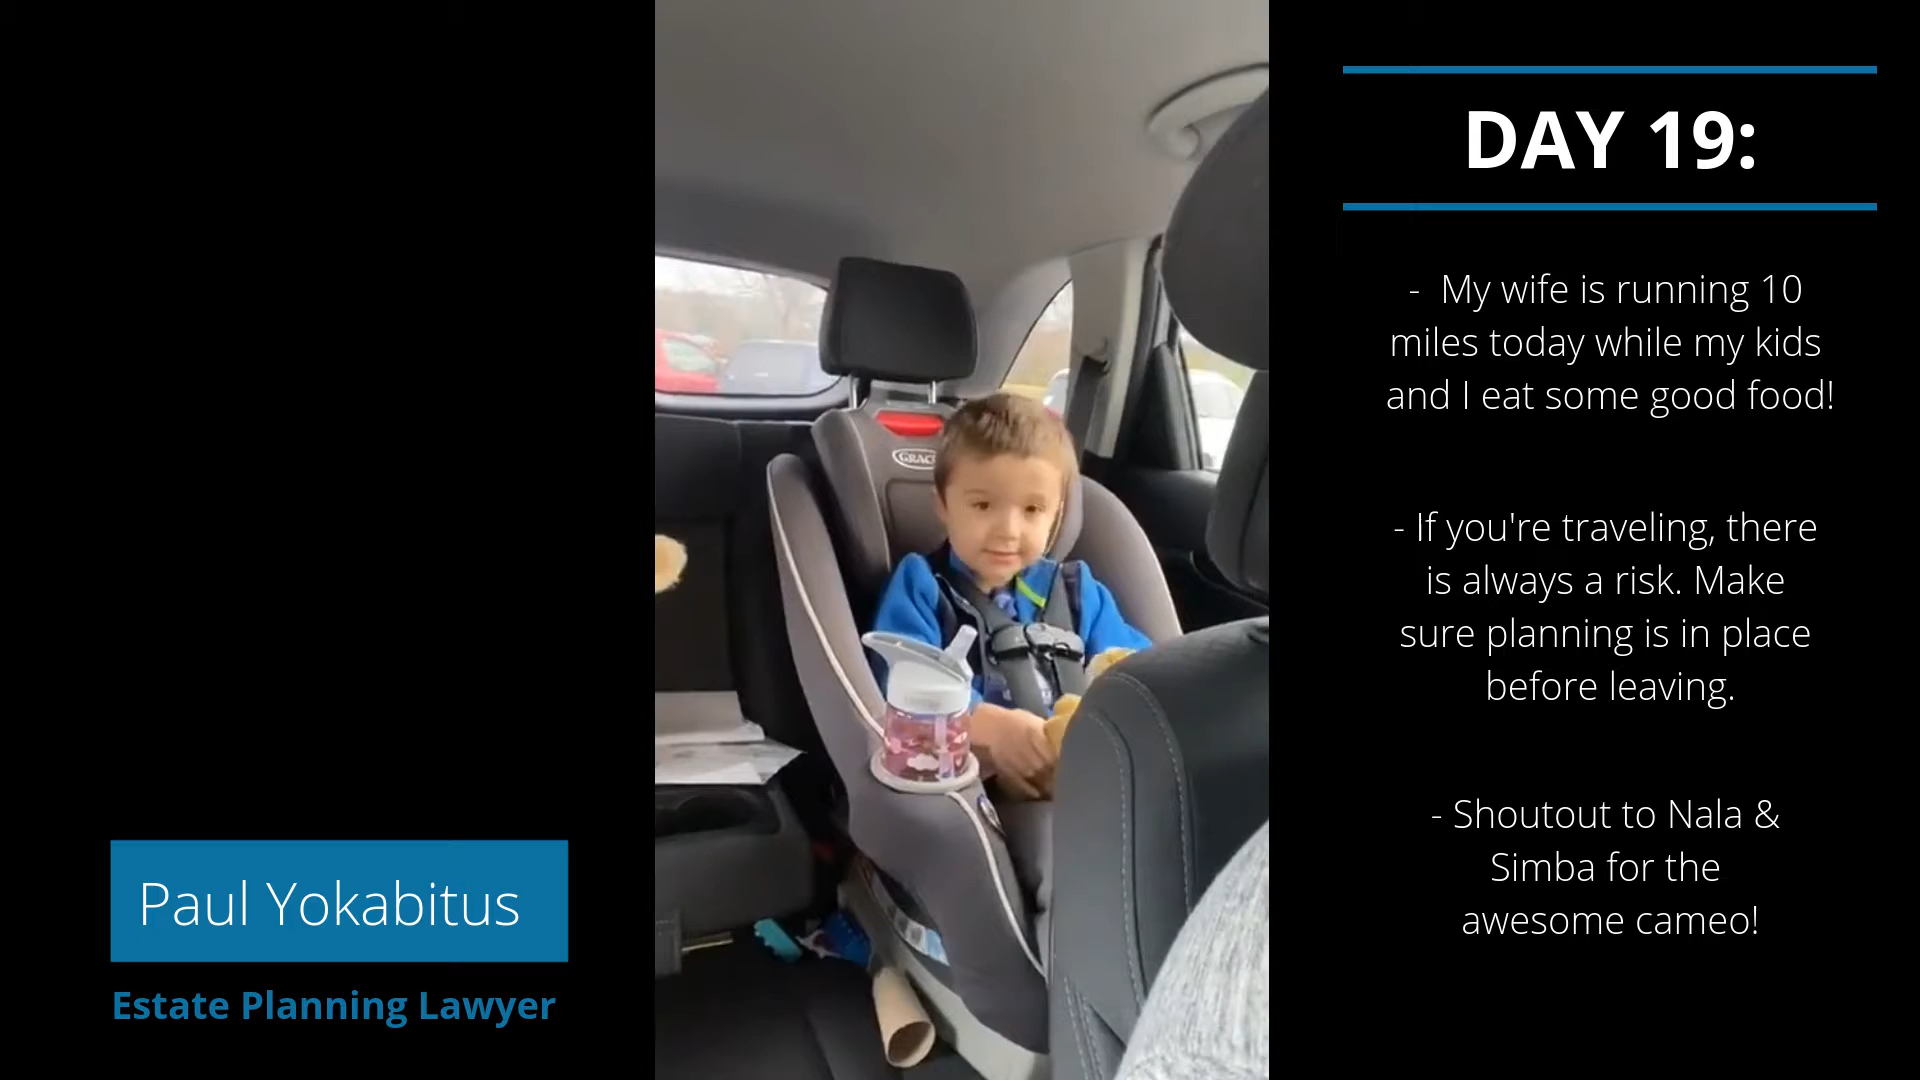 DAY 19:
- My wife is running 10
miles today while my kids
and I eat some good food!
- If you're traveling, there
is always a risk. Make
sure planning is in place
before leaving.
- Shoutout to Nala &
Simba for the
awesome cameo!
GRAC
Paul Yokabitus
Estate Planning Lawyer